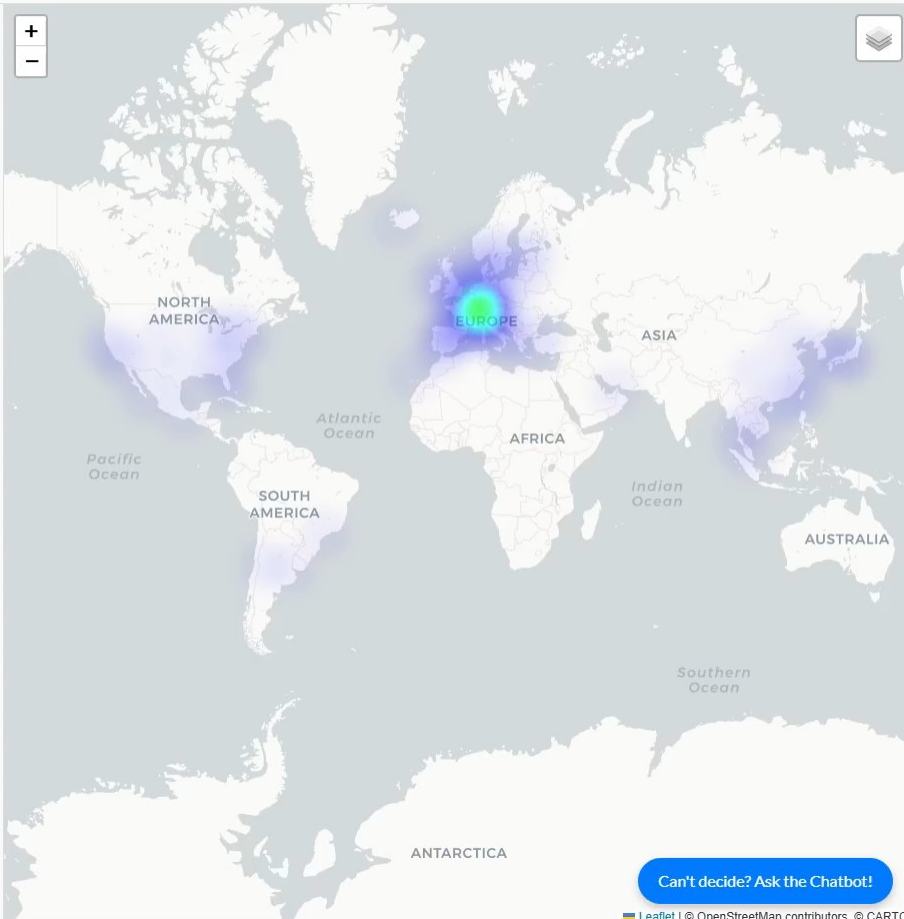 +
−
NORTH
AMERICA
EUROPE
ASIA
Atlantic
Ocean
AFRICA
Pacific
Ocean
SOUTH
AMERICA
Indian
Ocean
AUSTRALIA
Southern
Ocean
ANTARCTICA
Can't decide? Ask the Chatbot!
Leaflet | © OpenStreetMap contributors, © CARTO